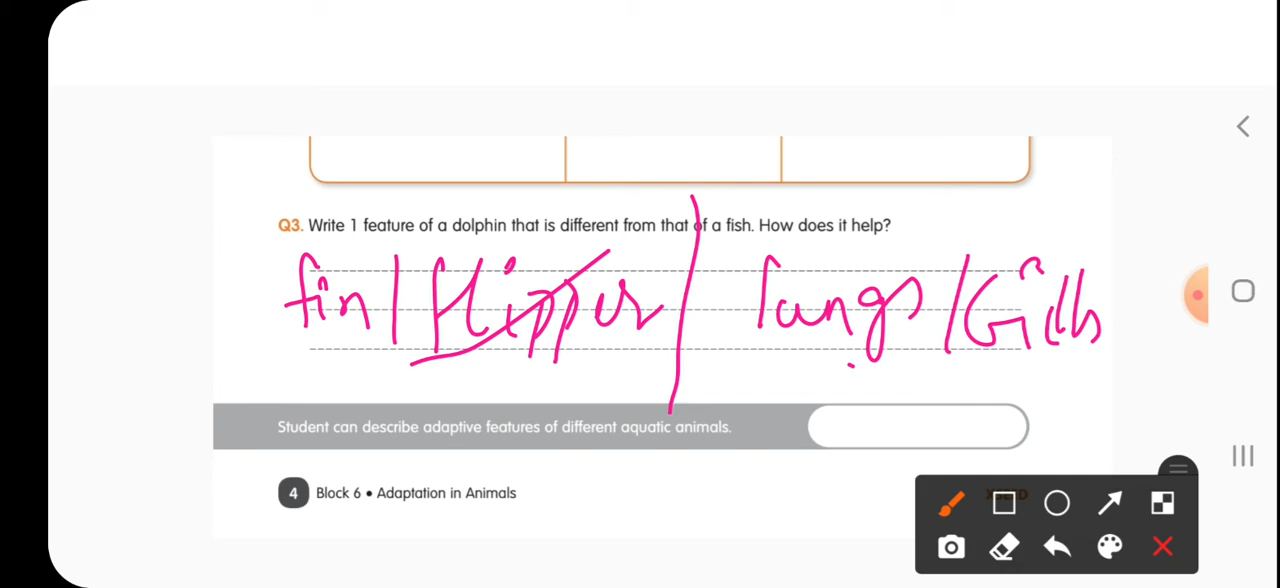 Q3. Write 1 feature of a dolphin that is different from that of a fish. How does it help?
fin | flipper | lungs / Gills
Student can describe adaptive features of different aquatic animals.
4 Block 6 • Adaptation in Animals